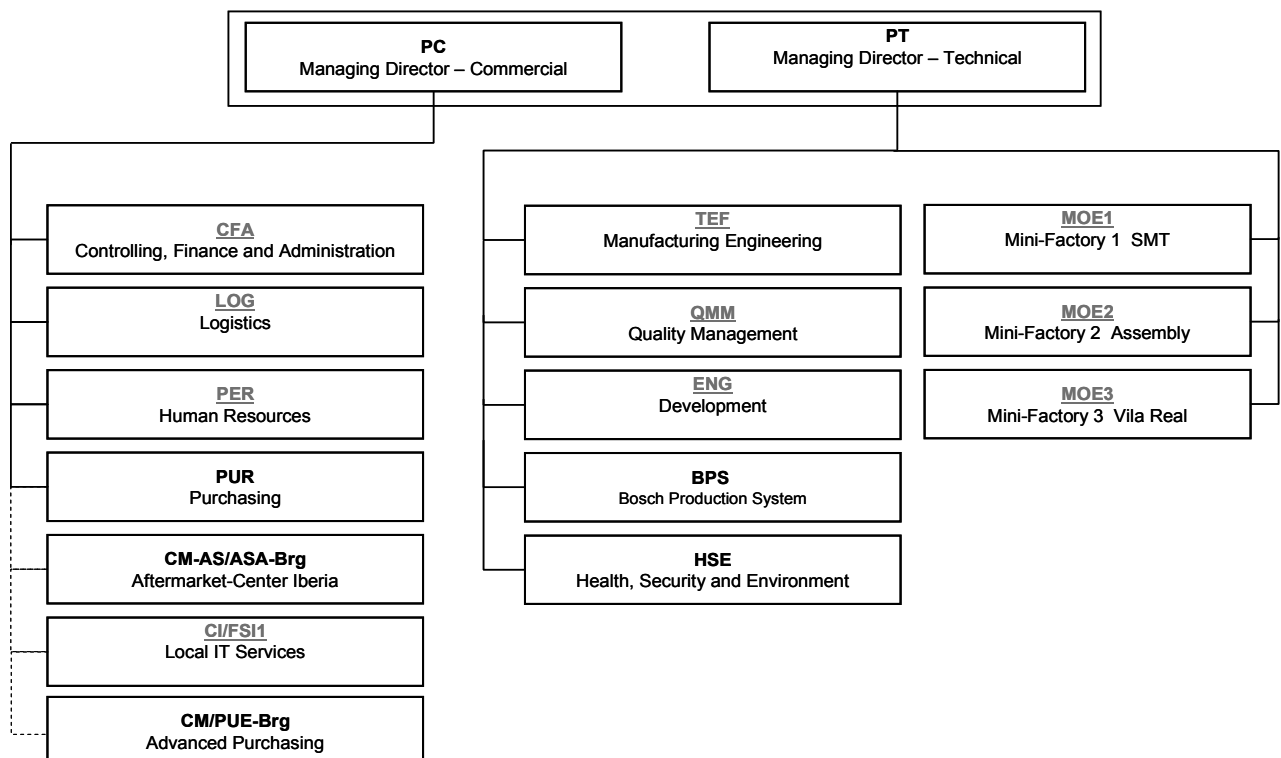 PC
Managing Director – Commercial
PT
Managing Director – Technical
CFA
Controlling, Finance and Administration
LOG
Logistics
PER
Human Resources
PUR
Purchasing
CM-AS/ASA-Brg
Aftermarket-Center Iberia
CI/FSI1
Local IT Services
CM/PUE-Brg
Advanced Purchasing
TEF
Manufacturing Engineering
QMM
Quality Management
ENG
Development
BPS
Bosch Production System
HSE
Health, Security and Environment
MOE1
Mini-Factory 1 SMT
MOE2
Mini-Factory 2 Assembly
MOE3
Mini-Factory 3 Vila Real